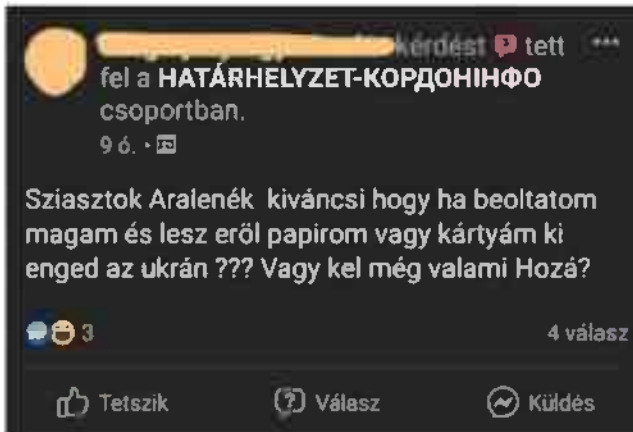 kérdést tett
fel a HATÁRHELYZET-КОРДОНІНФО
csoportban.
9 ó.
Sziasztok Aralenék kiváncsi hogy ha beoltatom
magam és lesz eröl papirom vagy kártyám ki
enged az ukrán ??? Vagy kel még valami Hozá?
3 4 válasz
Tetszik Válasz Küldés